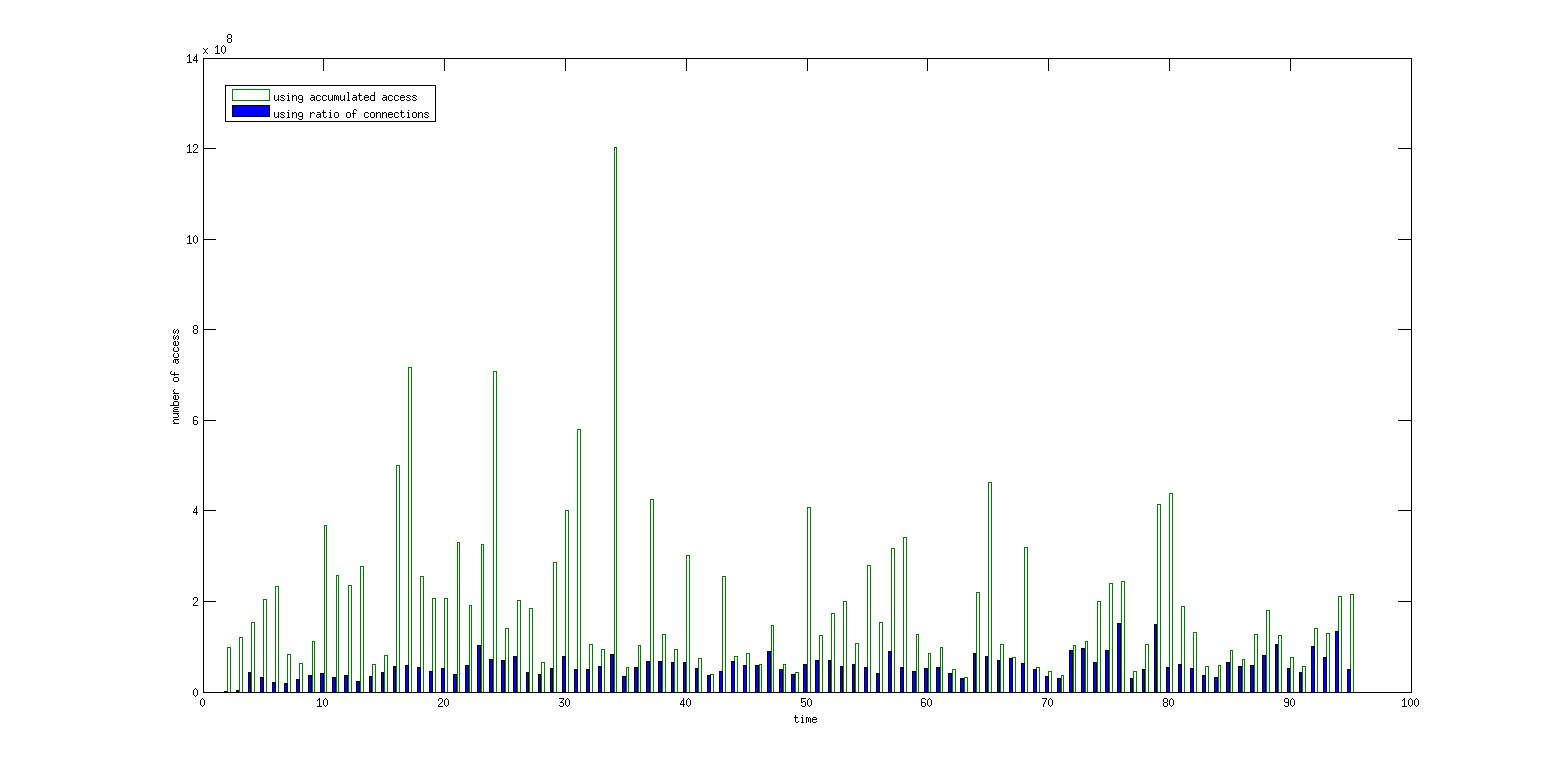 x 10 8
14
using accumulated access
using ratio of connections
12
10
8
number of access
6
4
2
0
0 10 20 30 40 50 60 70 80 90 100
time